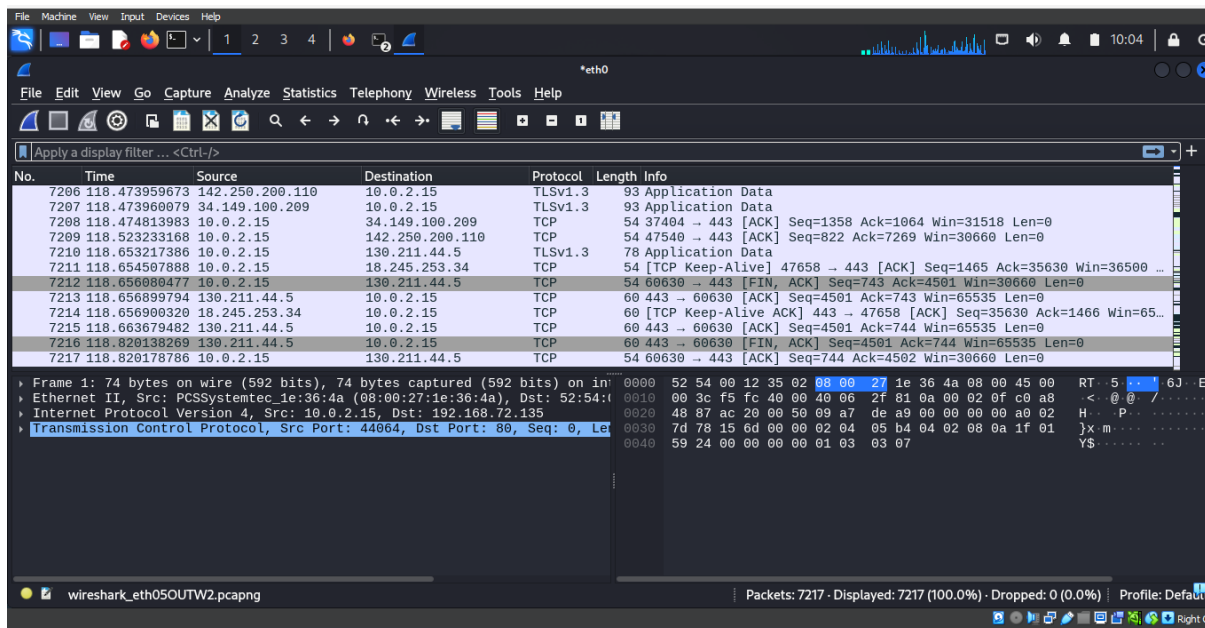 File Machine View Input Devices Help
1 2 3 4 10:04
*eth0
File Edit View Go Capture Analyze Statistics Telephony Wireless Tools Help
Apply a display filter ... <Ctrl-/>
No. Time Source Destination Protocol Length Info
7206 118.473959673 142.250.200.110 10.0.2.15 TLSv1.3 93 Application Data
7207 118.473960079 34.149.100.209 10.0.2.15 TLSv1.3 93 Application Data
7208 118.474813983 10.0.2.15 34.149.100.209 TCP 54 37404 → 443 [ACK] Seq=1358 Ack=1064 Win=31518 Len=0
7209 118.523233168 10.0.2.15 142.250.200.110 TCP 54 47540 → 443 [ACK] Seq=822 Ack=7269 Win=30660 Len=0
7210 118.653217386 10.0.2.15 130.211.44.5 TLSv1.3 78 Application Data
7211 118.654507888 10.0.2.15 18.245.253.34 TCP 54 [TCP Keep-Alive] 47658 → 443 [ACK] Seq=1465 Ack=35630 Win=36500 …
7212 118.656080477 10.0.2.15 130.211.44.5 TCP 54 60630 → 443 [FIN, ACK] Seq=743 Ack=4501 Win=30660 Len=0
7213 118.656899794 130.211.44.5 10.0.2.15 TCP 60 443 → 60630 [ACK] Seq=4501 Ack=743 Win=65535 Len=0
7214 118.656900320 18.245.253.34 10.0.2.15 TCP 60 [TCP Keep-Alive ACK] 443 → 47658 [ACK] Seq=35630 Ack=1466 Win=65…
7215 118.663679482 130.211.44.5 10.0.2.15 TCP 60 443 → 60630 [ACK] Seq=4501 Ack=744 Win=65535 Len=0
7216 118.820138269 130.211.44.5 10.0.2.15 TCP 60 443 → 60630 [FIN, ACK] Seq=4501 Ack=744 Win=65535 Len=0
7217 118.820178786 10.0.2.15 130.211.44.5 TCP 54 60630 → 443 [ACK] Seq=744 Ack=4502 Win=30660 Len=0
Frame 1: 74 bytes on wire (592 bits), 74 bytes captured (592 bits) on in
Ethernet II, Src: PCSSystemtec_1e:36:4a (08:00:27:1e:36:4a), Dst: 52:54:
Internet Protocol Version 4, Src: 10.0.2.15, Dst: 192.168.72.135
Transmission Control Protocol, Src Port: 44064, Dst Port: 80, Seq: 0, Le
0000 52 54 00 12 35 02 08 00 27 1e 36 4a 08 00 45 00 RT··5···'·6J··E
0010 00 3c f5 fc 40 00 40 06 2f 81 0a 00 02 0f c0 a8 ·<··@·@· /·······
0020 48 87 ac 20 00 50 09 a7 de a9 00 00 00 00 a0 02 H·· ·P·· ········
0030 7d 78 15 6d 00 00 02 04 05 b4 04 02 08 0a 1f 01 }x·m···· ········
0040 59 24 00 00 00 00 01 03 03 07 Y$······ ··
wireshark_eth05OUTW2.pcapng Packets: 7217 · Displayed: 7217 (100.0%) · Dropped: 0 (0.0%) Profile: Defau
Right